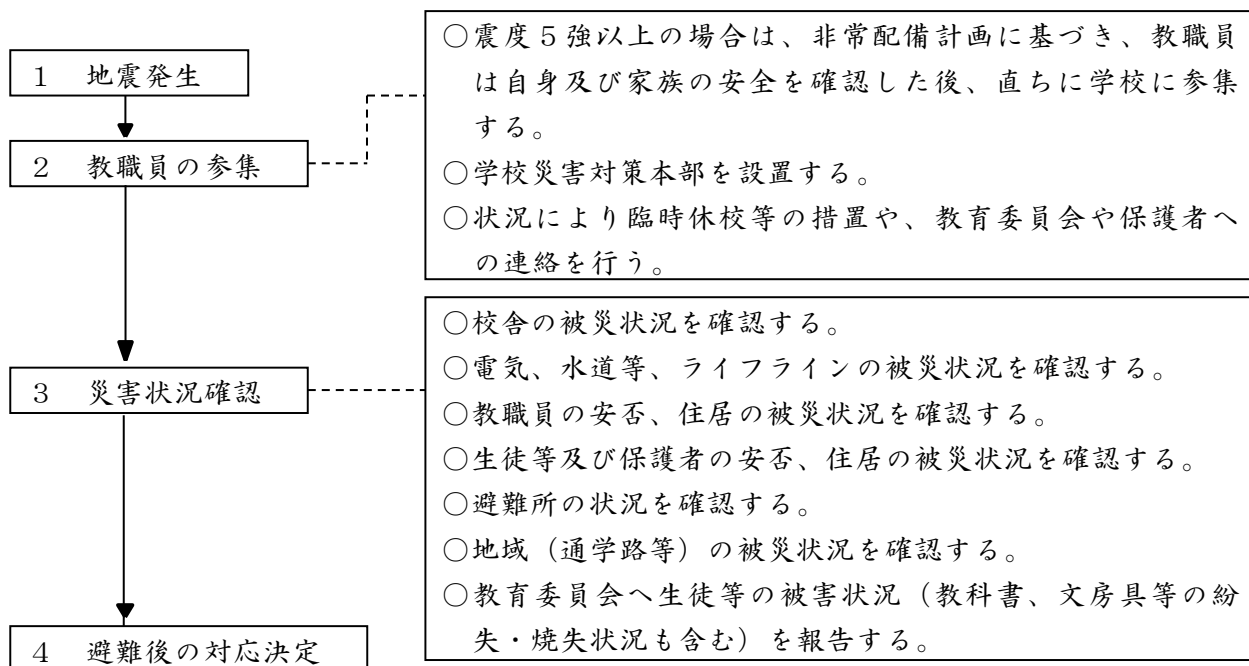 1 地震発生
2 教職員の参集
○震度５強以上の場合は、非常配備計画に基づき、教職員
は自身及び家族の安全を確認した後、直ちに学校に参集
する。
○学校災害対策本部を設置する。
○状況により臨時休校等の措置や、教育委員会や保護者へ
の連絡を行う。
3 災害状況確認
○校舎の被災状況を確認する。
○電気、水道等、ライフラインの被災状況を確認する。
○教職員の安否、住居の被災状況を確認する。
○生徒等及び保護者の安否、住居の被災状況を確認する。
○避難所の状況を確認する。
○地域（通学路等）の被災状況を確認する。
○教育委員会へ生徒等の被害状況（教科書、文房具等の紛
失・焼失状況も含む）を報告する。
4 避難後の対応決定